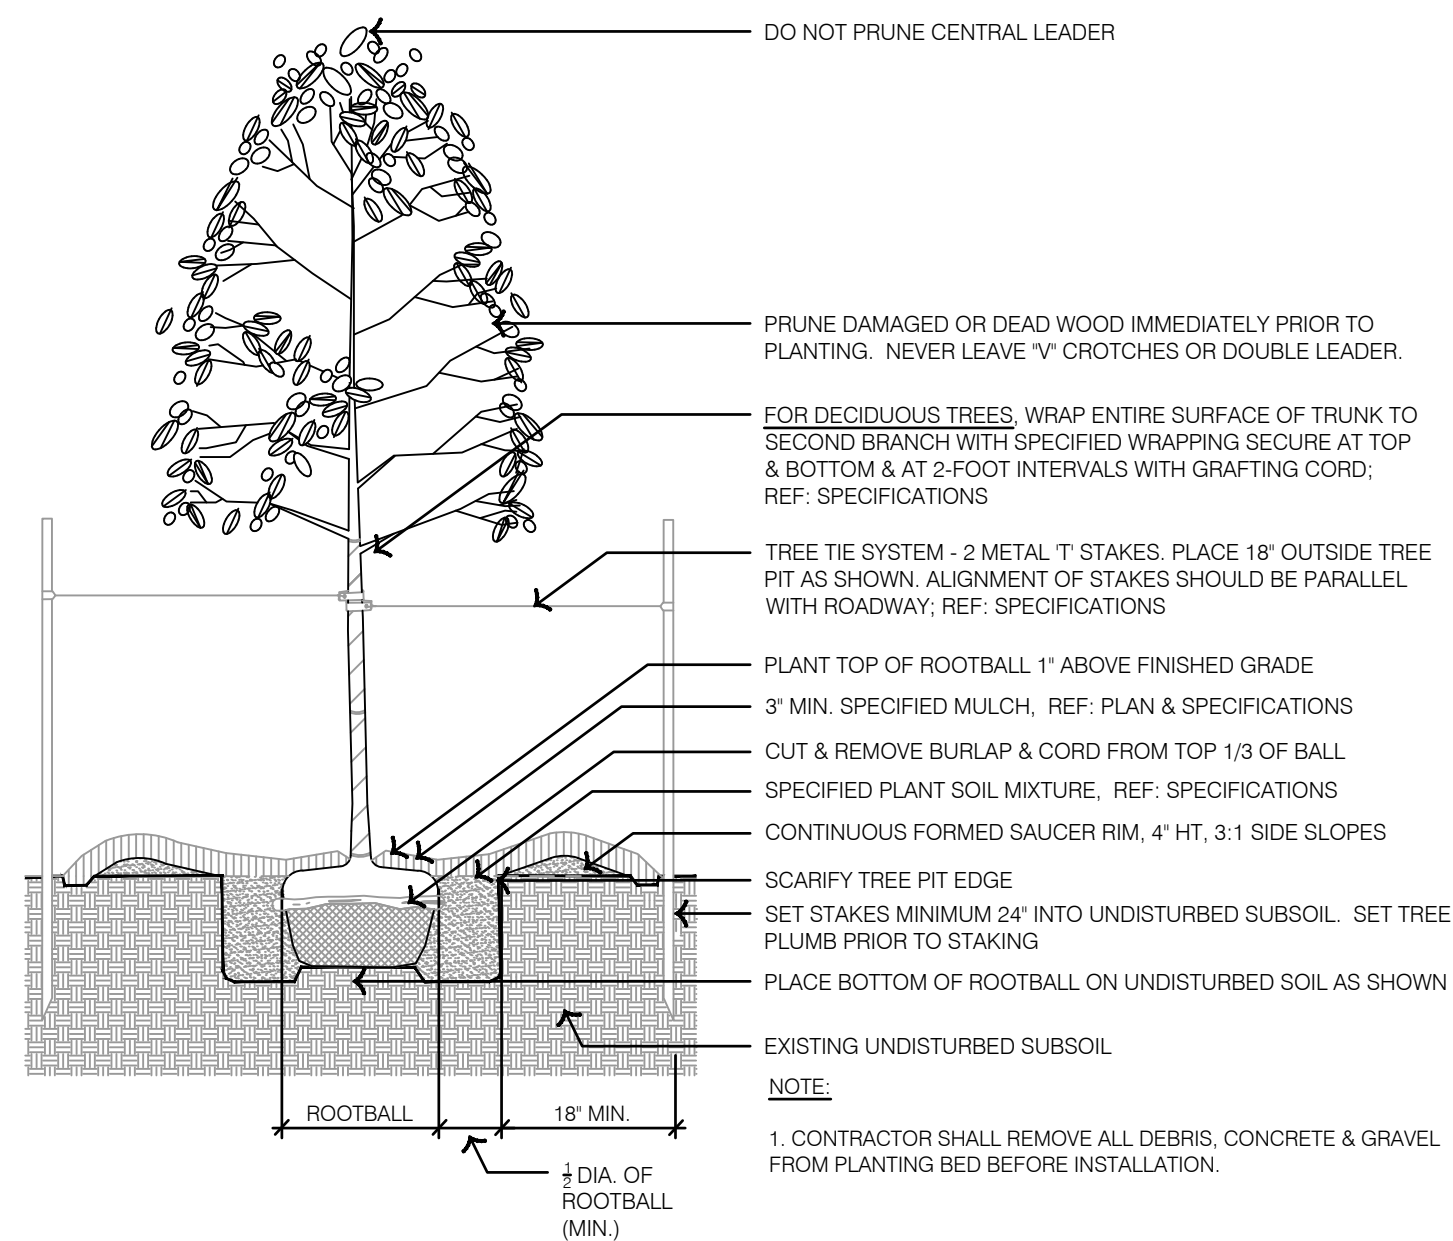 DO NOT PRUNE CENTRAL LEADER
PRUNE DAMAGED OR DEAD WOOD IMMEDIATELY PRIOR TO
PLANTING.  NEVER LEAVE "V" CROTCHES OR DOUBLE LEADER.
FOR DECIDUOUS TREES, WRAP ENTIRE SURFACE OF TRUNK TO
SECOND BRANCH WITH SPECIFIED WRAPPING SECURE AT TOP
& BOTTOM & AT 2-FOOT INTERVALS WITH GRAFTING CORD;
REF: SPECIFICATIONS
TREE TIE SYSTEM - 2 METAL 'T' STAKES. PLACE 18" OUTSIDE TREE
PIT AS SHOWN. ALIGNMENT OF STAKES SHOULD BE PARALLEL
WITH ROADWAY; REF: SPECIFICATIONS
PLANT TOP OF ROOTBALL 1" ABOVE FINISHED GRADE
3" MIN. SPECIFIED MULCH,  REF: PLAN & SPECIFICATIONS
CUT & REMOVE BURLAP & CORD FROM TOP 1/3 OF BALL
SPECIFIED PLANT SOIL MIXTURE,  REF: SPECIFICATIONS
CONTINUOUS FORMED SAUCER RIM, 4" HT, 3:1 SIDE SLOPES
SCARIFY TREE PIT EDGE
SET STAKES MINIMUM 24" INTO UNDISTURBED SUBSOIL.  SET TREE
PLUMB PRIOR TO STAKING
PLACE BOTTOM OF ROOTBALL ON UNDISTURBED SOIL AS SHOWN
EXISTING UNDISTURBED SUBSOIL
NOTE:
1. CONTRACTOR SHALL REMOVE ALL DEBRIS, CONCRETE & GRAVEL
FROM PLANTING BED BEFORE INSTALLATION.
ROOTBALL
18" MIN.
½ DIA. OF
ROOTBALL
(MIN.)